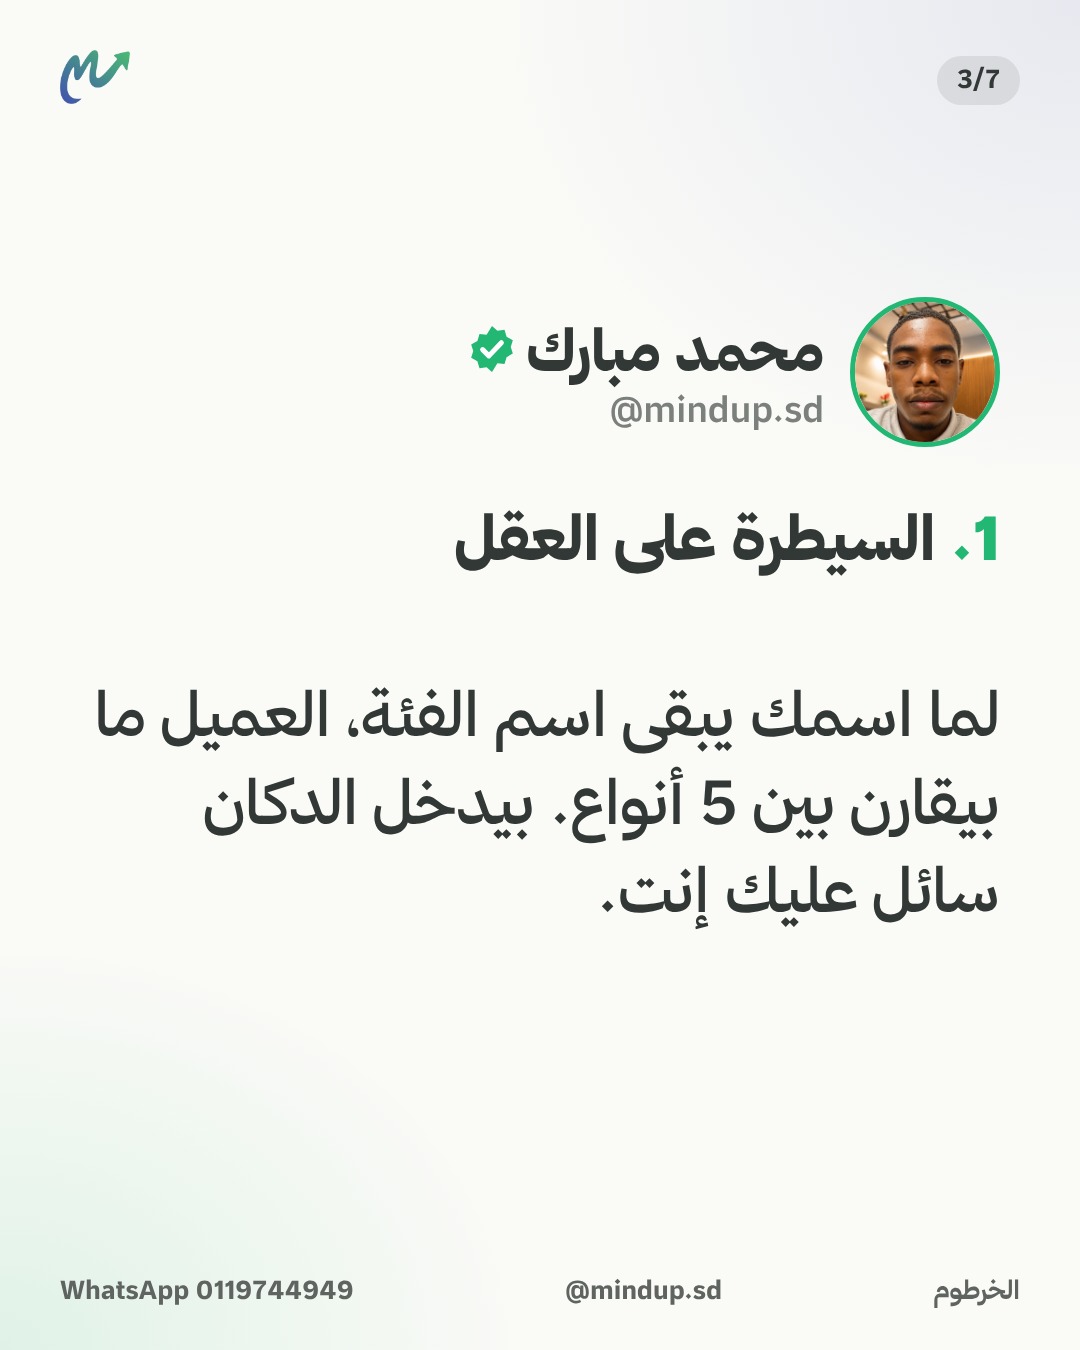 3/7
محمد مبارك
@mindup.sd
1. السيطرة على العقل
لما اسمك يبقى اسم الفئة، العميل ما
بيقارن بين 5 أنواع. بيدخل الدكان
سائل عليك إنت.
WhatsApp 0119744949
@mindup.sd
الخرطوم